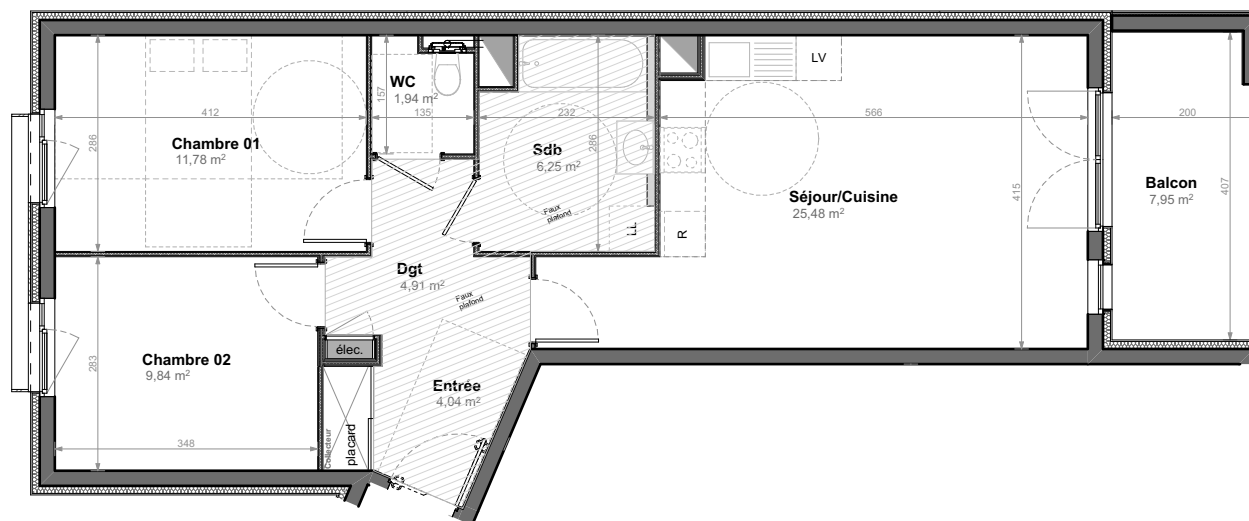 WC
1,94 m²
157
135
LV
286
412
Chambre 01
11,78 m²
232
286
Sdb
6,25 m²
Faux
plafond
LL
R
566
415
Séjour/Cuisine
25,48 m²
200
407
Balcon
7,95 m²
Dgt
4,91 m²
Faux
plafond
283
348
Chambre 02
9,84 m²
élec.
Entrée
4,04 m²
Collecteur
placard